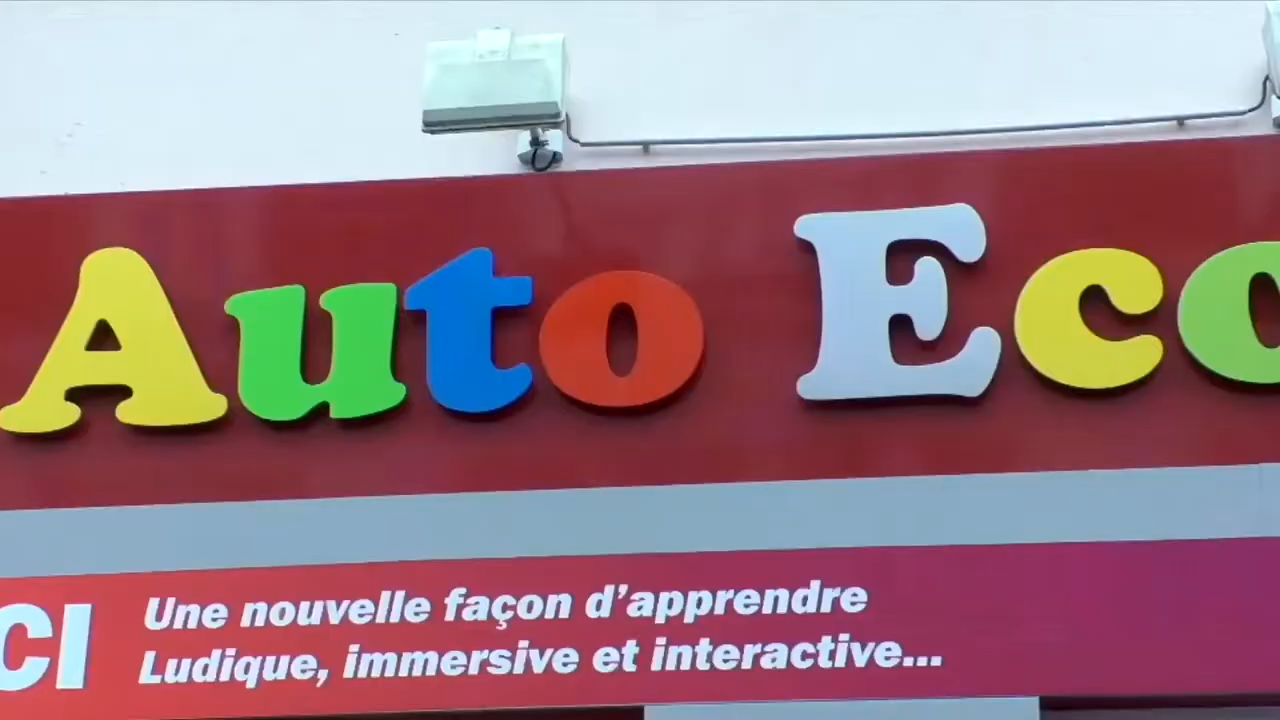 Auto Eco
CI
Une nouvelle façon d'apprendre
Ludique, immersive et interactive...